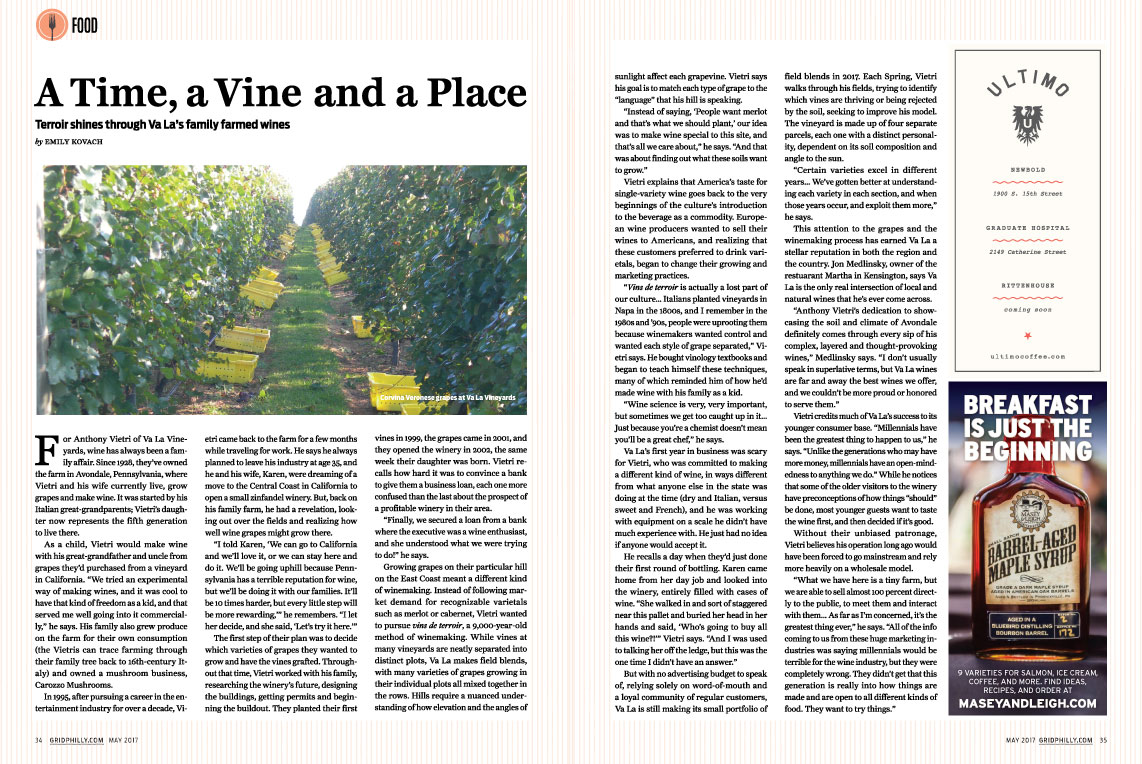 FOOD
A Time, a Vine and a Place
Terroir shines through Va La's family farmed wines
by EMILY KOVACH
Corvina Veronese grapes at Va La Vineyards
For Anthony Vietri of Va La Vine-
yards, wine has always been a fam-
ily affair. Since 1928, they've owned
the farm in Avondale, Pennsylvania, where
Vietri and his wife currently live, grow
grapes and make wine. It was started by his
Italian great-grandparents; Vietri's daugh-
ter now represents the fifth generation
to live there.
As a child, Vietri would make wine
with his great-grandfather and uncle from
grapes they'd purchased from a vineyard
in California. “We tried an experimental
way of making wines, and it was cool to
have that kind of freedom as a kid, and that
served me well going into it commercial-
ly,” he says. His family also grew produce
on the farm for their own consumption
(the Vietris can trace farming through
their family tree back to 16th-century It-
aly) and owned a mushroom business,
Carozzo Mushrooms.
In 1995, after pursuing a career in the en-
tertainment industry for over a decade, Vi-
etri came back to the farm for a few months
while traveling for work. He says he always
planned to leave his industry at age 35, and
he and his wife, Karen, were dreaming of a
move to the Central Coast in California to
open a small zinfandel winery. But, back on
his family farm, he had a revelation, look-
ing out over the fields and realizing how
well wine grapes might grow there.
“I told Karen, ‘We can go to California
and we'll love it, or we can stay here and
do it. We'll be going uphill because Penn-
sylvania has a terrible reputation for wine,
but we'll be doing it with our families. It'll
be 10 times harder, but every little step will
be more rewarding,’” he remembers. “I let
her decide, and she said, ‘Let's try it here.’”
The first step of their plan was to decide
which varieties of grapes they wanted to
grow and have the vines grafted. Through-
out that time, Vietri worked with his family,
researching the winery's future, designing
the buildings, getting permits and begin-
ning the buildout. They planted their first
vines in 1999, the grapes came in 2001, and
they opened the winery in 2002, the same
week their daughter was born. Vietri re-
calls how hard it was to convince a bank
to give them a business loan, each one more
confused than the last about the prospect of
a profitable winery in their area.
“Finally, we secured a loan from a bank
where the executive was a wine enthusiast,
and she understood what we were trying
to do!” he says.
Growing grapes on their particular hill
on the East Coast meant a different kind
of winemaking. Instead of following mar-
ket demand for recognizable varietals
such as merlot or cabernet, Vietri wanted
to pursue vins de terroir, a 9,000-year-old
method of winemaking. While vines at
many vineyards are neatly separated into
distinct plots, Va La makes field blends,
with many varieties of grapes growing in
their individual plots all mixed together in
the rows. Hills require a nuanced under-
standing of how elevation and the angles of
34 GRIDPHILLY.COM MAY 2017
sunlight affect each grapevine. Vietri says
his goal is to match each type of grape to the
“language” that his hill is speaking.
“Instead of saying, ‘People want merlot
and that's what we should plant,’ our idea
was to make wine special to this site, and
that's all we care about,” he says. “And that
was about finding out what these soils want
to grow.”
Vietri explains that America's taste for
single-variety wine goes back to the very
beginnings of the culture's introduction
to the beverage as a commodity. Europe-
an wine producers wanted to sell their
wines to Americans, and realizing that
these customers preferred to drink vari-
etals, began to change their growing and
marketing practices.
“Vins de terroir is actually a lost part of
our culture... Italians planted vineyards in
Napa in the 1800s, and I remember in the
1980s and '90s, people were uprooting them
because winemakers wanted control and
wanted each style of grape separated,” Vi-
etri says. He bought vinology textbooks and
began to teach himself these techniques,
many of which reminded him of how he'd
made wine with his family as a kid.
“Wine science is very, very important,
but sometimes we get too caught up in it...
Just because you're a chemist doesn't mean
you'll be a great chef,” he says.
Va La's first year in business was scary
for Vietri, who was committed to making
a different kind of wine, in ways different
from what anyone else in the state was
doing at the time (dry and Italian, versus
sweet and French), and he was working
with equipment on a scale he didn't have
much experience with. He just had no idea
if anyone would accept it.
He recalls a day when they'd just done
their first round of bottling. Karen came
home from her day job and looked into
the winery, entirely filled with cases of
wine. “She walked in and sort of staggered
near this pallet and buried her head in her
hands and said, ‘Who's going to buy all
this wine?!’” Vietri says. “And I was used
to talking her off the ledge, but this was the
one time I didn't have an answer.”
But with no advertising budget to speak
of, relying solely on word-of-mouth and
a loyal community of regular customers,
Va La is still making its small portfolio of
field blends in 2017. Each Spring, Vietri
walks through his fields, trying to identify
which vines are thriving or being rejected
by the soil, seeking to improve his model.
The vineyard is made up of four separate
parcels, each one with a distinct personal-
ity, dependent on its soil composition and
angle to the sun.
“Certain varieties excel in different
years... We've gotten better at understand-
ing each variety in each section, and when
those years occur, and exploit them more,”
he says.
This attention to the grapes and the
winemaking process has earned Va La a
stellar reputation in both the region and
the country. Jon Medlinsky, owner of the
restuarant Martha in Kensington, says Va
La is the only real intersection of local and
natural wines that he's ever come across.
“Anthony Vietri's dedication to show-
casing the soil and climate of Avondale
definitely comes through every sip of his
complex, layered and thought-provoking
wines,” Medlinsky says. “I don't usually
speak in superlative terms, but Va La wines
are far and away the best wines we offer,
and we couldn't be more proud or honored
to serve them.”
Vietri credits much of Va La's success to its
younger consumer base. “Millennials have
been the greatest thing to happen to us,” he
says. “Unlike the generations who may have
more money, millennials have an open-mind-
edness to anything we do.” While he notices
that some of the older visitors to the winery
have preconceptions of how things “should”
be done, most younger guests want to taste
the wine first, and then decided if it's good.
Without their unbiased patronage,
Vietri believes his operation long ago would
have been forced to go mainstream and rely
more heavily on a wholesale model.
“What we have here is a tiny farm, but
we are able to sell almost 100 percent direct-
ly to the public, to meet them and interact
with them... As far as I'm concerned, it's the
greatest thing ever,” he says. “All of the info
coming to us from these huge marketing in-
dustries was saying millennials would be
terrible for the wine industry, but they were
completely wrong. They didn't get that this
generation is really into how things are
made and are open to all different kinds of
food. They want to try things.”
ULTIMO
U
NEWBOLD
1900 S. 15th Street
GRADUATE HOSPITAL
2149 Catherine Street
RITTENHOUSE
coming soon
ultimocoffee.com
BREAKFAST
IS JUST THE
BEGINNING
MASEY
& LEIGH
SMALL BATCH
BARREL-AGED
MAPLE SYRUP
GRADE A DARK MAPLE SYRUP
AGED IN AMERICAN OAK BARRELS
AGED IN A
BLUEBIRD DISTILLING
BOURBON BARREL
172
9 VARIETIES FOR SALMON, ICE CREAM,
COFFEE, AND MORE. FIND IDEAS,
RECIPES, AND ORDER AT
MASEYANDLEIGH.COM
MAY 2017 GRIDPHILLY.COM 35